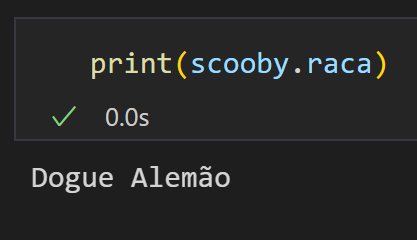 print(scooby.raca)
0.0s
Dogue Alemão